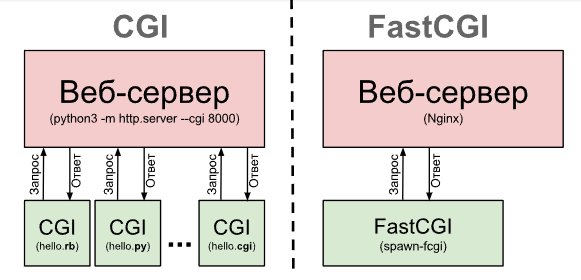 CGI
Веб-сервер
(python3 -m http.server --cgi 8000)
Запрос
Ответ
Запрос
Ответ
Запрос
Ответ
CGI
(hello.rb)
CGI
(hello.py)
...
CGI
(hello.cgi)
FastCGI
Веб-сервер
(Nginx)
Запрос
Ответ
FastCGI
(spawn-fcgi)